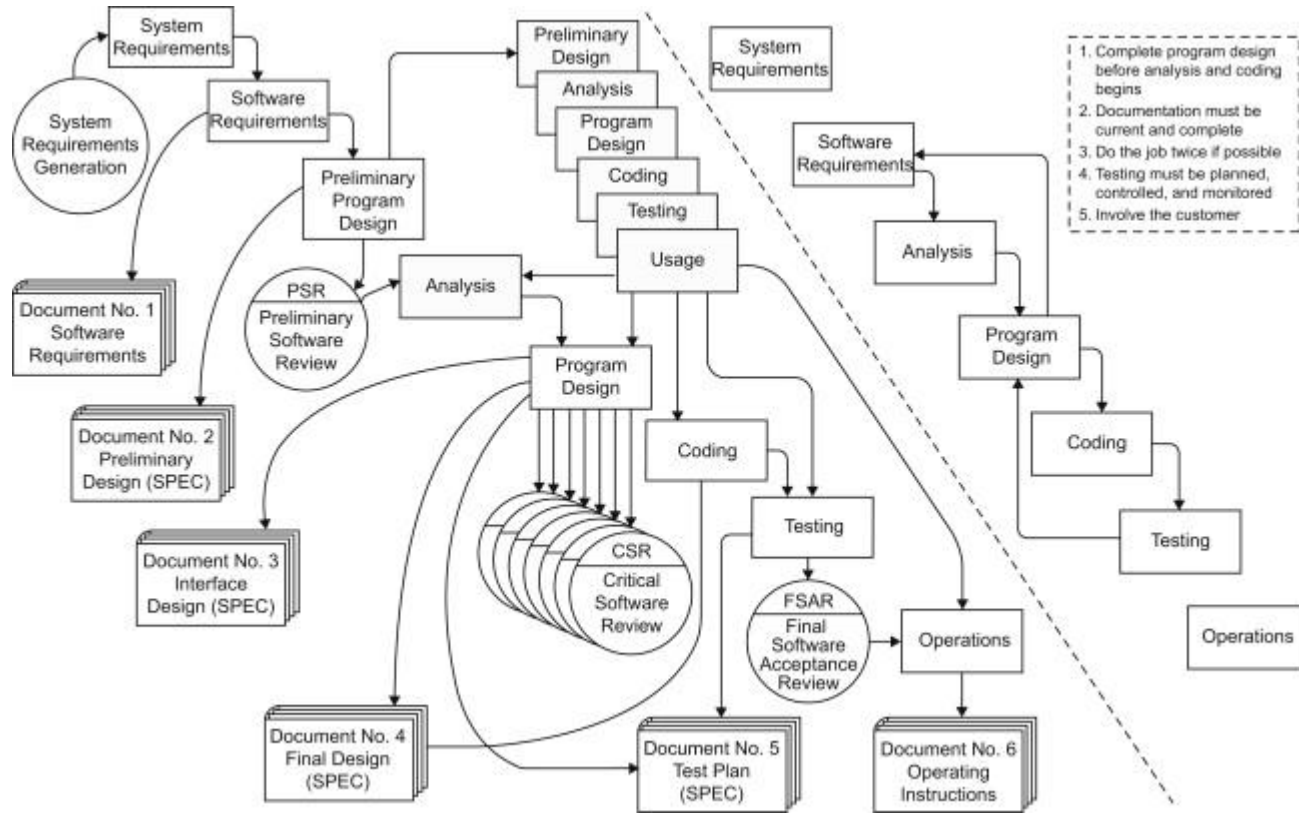 System
Requirements
System
Requirements
Generation
Software
Requirements
Preliminary
Program
Design
Preliminary
Design
Analysis
Program
Design
Coding
Testing
Usage
PSR
Preliminary
Software
Review
Analysis
Program
Design
Coding
Testing
CSR
Critical
Software
Review
FSAR
Final
Software
Acceptance
Review
Operations
Document No. 1
Software
Requirements
Document No. 2
Preliminary
Design (SPEC)
Document No. 3
Interface
Design (SPEC)
Document No. 4
Final Design
(SPEC)
Document No. 5
Test Plan
(SPEC)
Document No. 6
Operating
Instructions
System
Requirements
Software
Requirements
Analysis
Program
Design
Coding
Testing
Operations
1. Complete program design
before analysis and coding
begins
2. Documentation must be
current and complete
3. Do the job twice if possible
4. Testing must be planned,
controlled, and monitored
5. Involve the customer